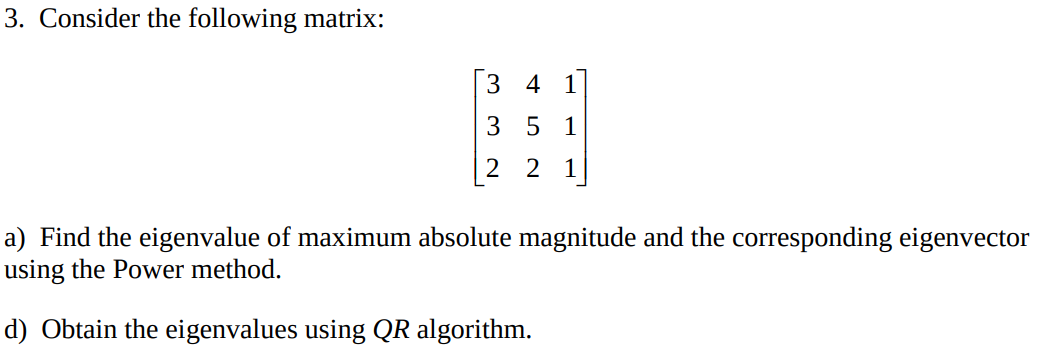 3. Consider the following matrix:
3 4 1
3 5 1
2 2 1
a) Find the eigenvalue of maximum absolute magnitude and the corresponding eigenvector
using the Power method.
d) Obtain the eigenvalues using QR algorithm.